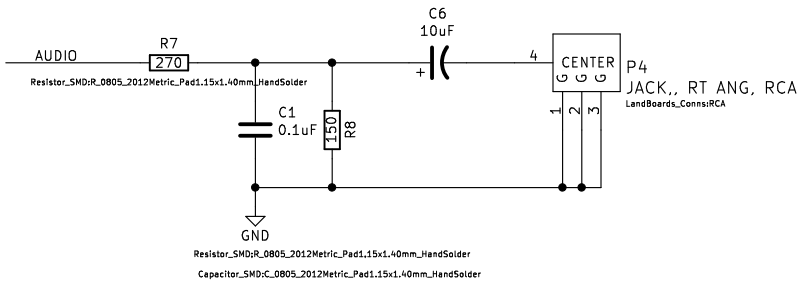 C6
10uF
R7
AUDIO
270
4
CENTER
P4
G G G
JACK,, RT ANG, RCA
LandBoards_Conns:RCA
Resistor_SMD:R_0805_2012Metric_Pad1.15x1.40mm_HandSolder
+
C1
0.1uF
150
R8
1 2 3
GND
Resistor_SMD:R_0805_2012Metric_Pad1.15x1.40mm_HandSolder
Capacitor_SMD:C_0805_2012Metric_Pad1.15x1.40mm_HandSolder